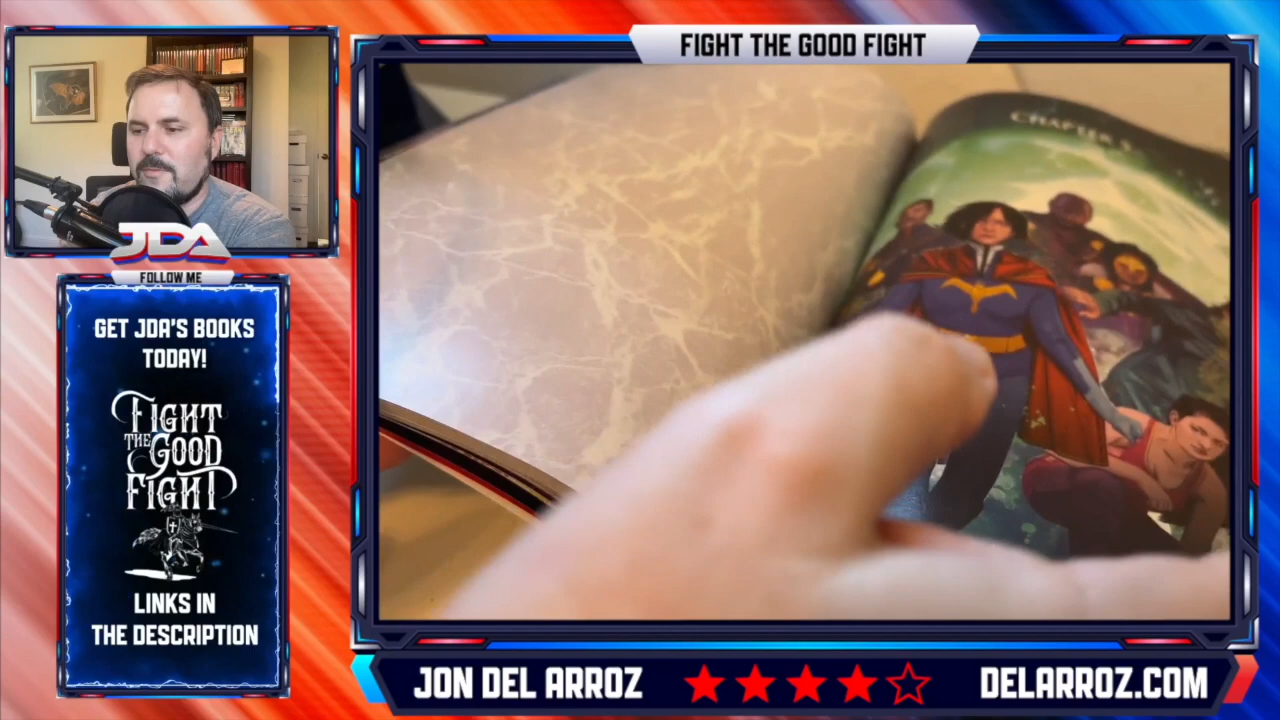 FIGHT THE GOOD FIGHT
JDA
FOLLOW ME
GET JDA'S BOOKS
TODAY!
FIGHT
THE GOOD
FIGHT
LINKS IN
THE DESCRIPTION
CHAPTER
JON DEL ARROZ
DELARROZ.COM